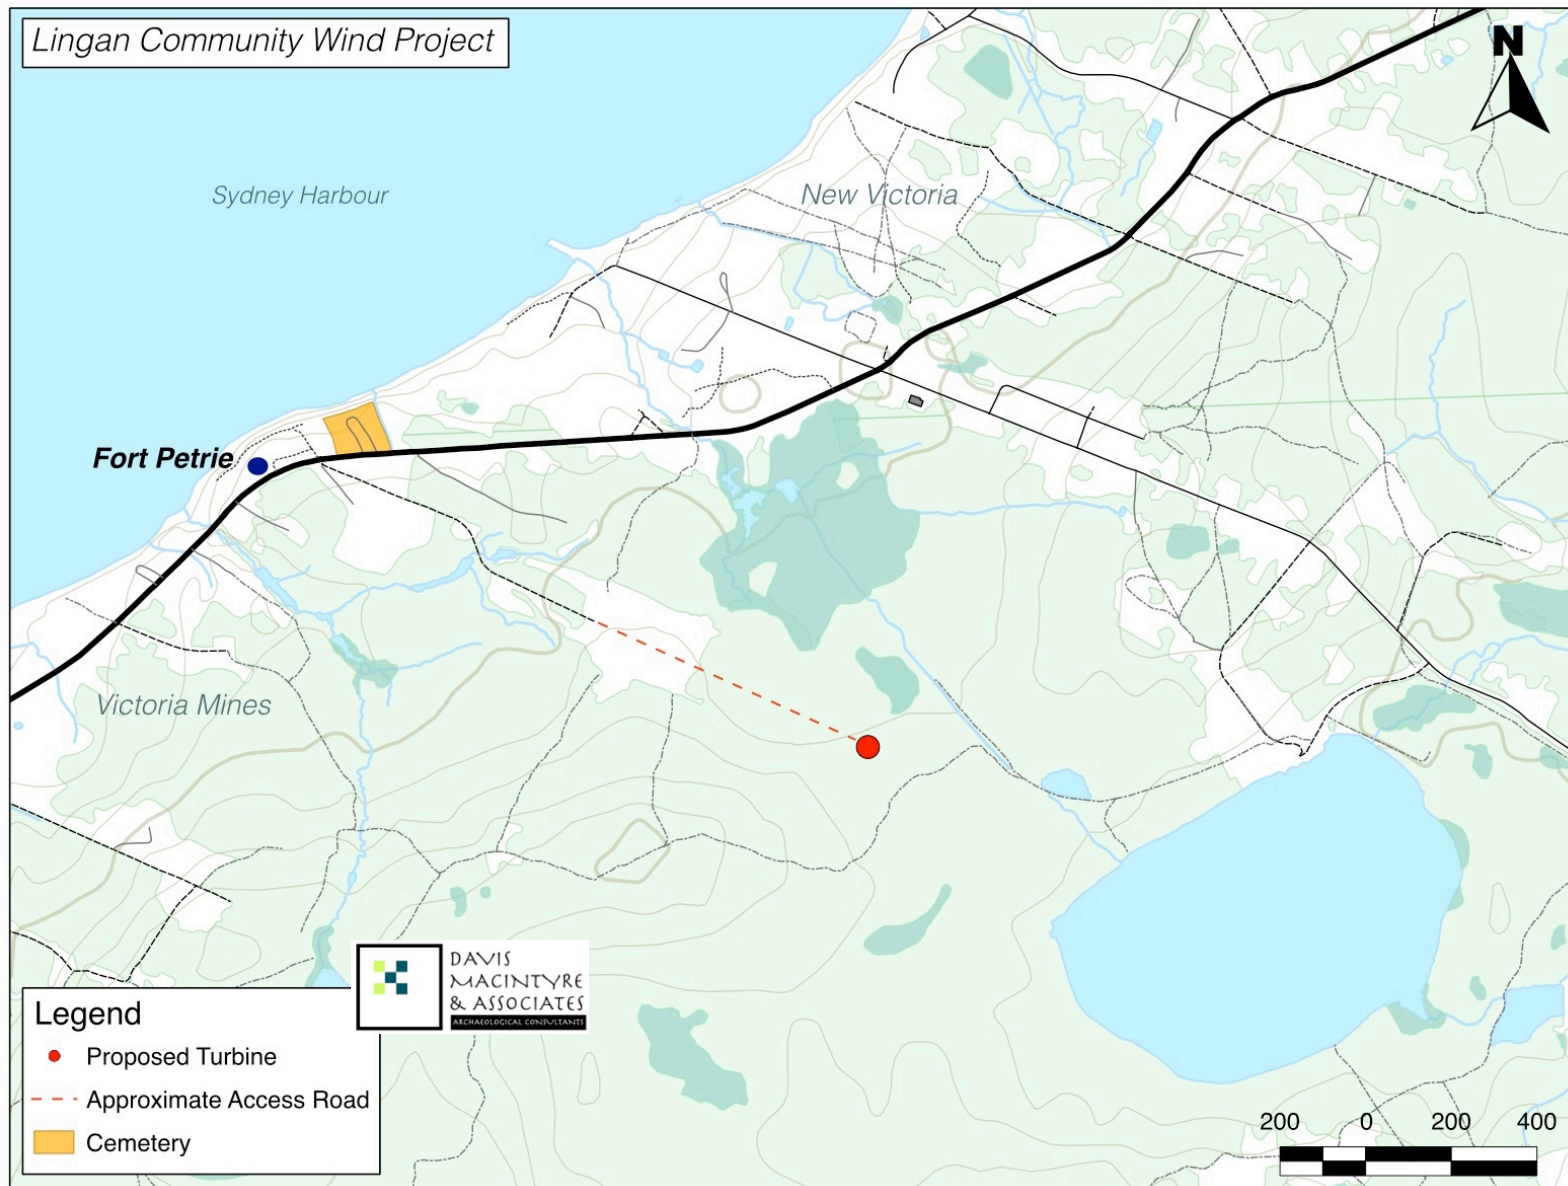 Lingan Community Wind Project
N
Sydney Harbour
New Victoria
Fort Petrie
Victoria Mines
DAVIS
MACINTYRE
& ASSOCIATES
ARCHAEOLOGICAL CONSULTANTS
Legend
Proposed Turbine
Approximate Access Road
Cemetery
200 0 200 400